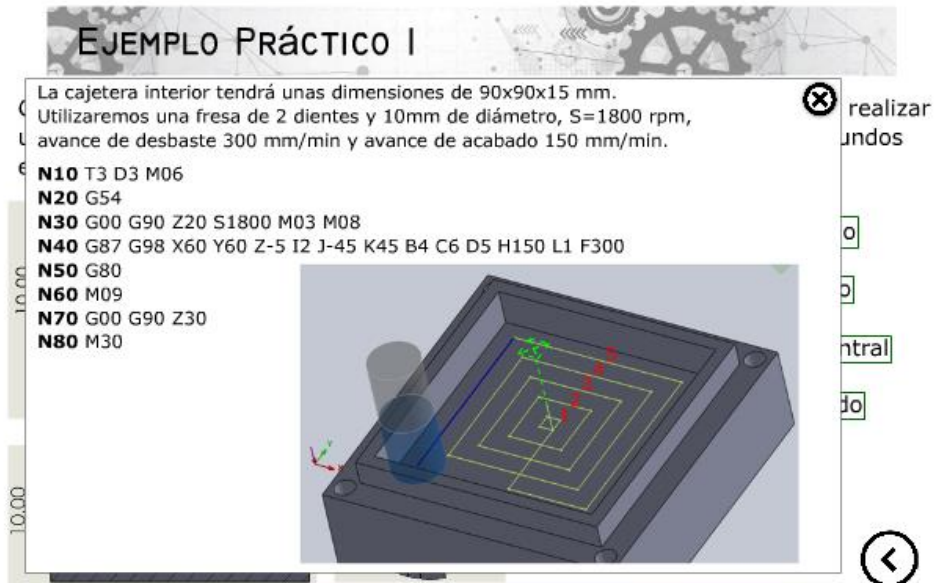 EJEMPLO PRÁCTICO I
La cajetera interior tendrá unas dimensiones de 90x90x15 mm.
Utilizaremos una fresa de 2 dientes y 10mm de diámetro, S=1800 rpm,
avance de desbaste 300 mm/min y avance de acabado 150 mm/min.
realizar
undos
N10 T3 D3 M06
N20 G54
N30 G00 G90 Z20 S1800 M03 M08
N40 G87 G98 X60 Y60 Z-5 I2 J-45 K45 B4 C6 D5 H150 L1 F300
N50 G80
N60 M09
N70 G00 G90 Z30
N80 M30
o
o
ntral
do
10.00
10.00